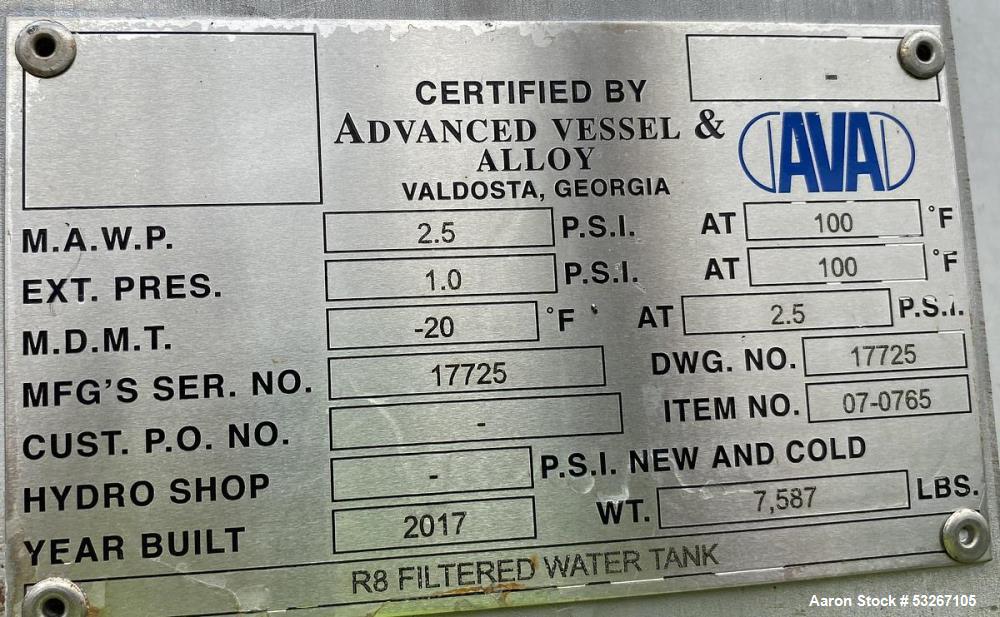 -
CERTIFIED BY
ADVANCED VESSEL &
ALLOY
AVA
VALDOSTA, GEORGIA
M.A.W.P. 2.5 P.S.I. AT 100 °F
EXT. PRES. 1.0 P.S.I. AT 100 °F
M.D.M.T. -20 °F AT 2.5 P.S.I.
MFG'S SER. NO. 17725 DWG. NO. 17725
CUST. P.O. NO. - ITEM NO. 07-0765
HYDRO SHOP - P.S.I. NEW AND COLD
YEAR BUILT 2017 WT. 7,587 LBS.
R8 FILTERED WATER TANK
Aaron Stock # 53267105